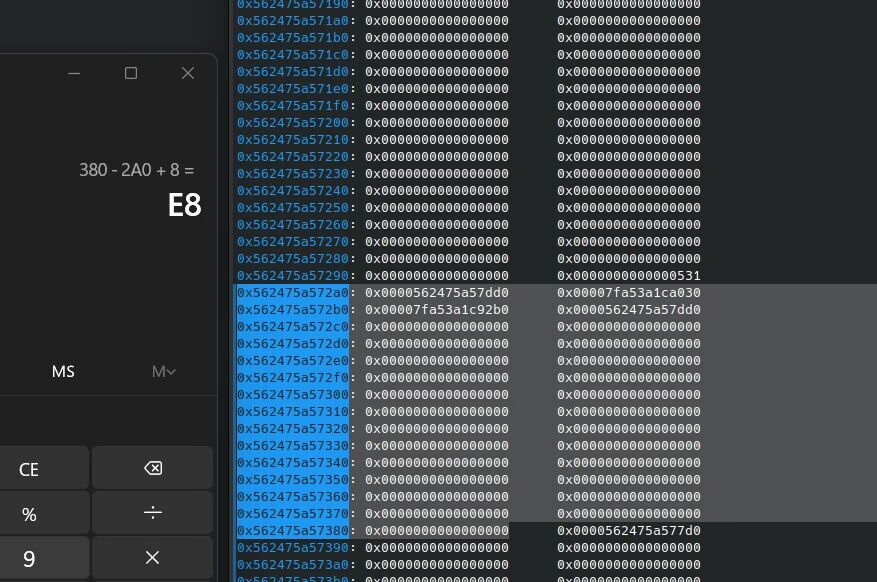 380 - 2A0 + 8 =
E8
MS
M
CE
%
÷
9
×
0x562475a57190: 0x0000000000000000 0x0000000000000000
0x562475a571a0: 0x0000000000000000 0x0000000000000000
0x562475a571b0: 0x0000000000000000 0x0000000000000000
0x562475a571c0: 0x0000000000000000 0x0000000000000000
0x562475a571d0: 0x0000000000000000 0x0000000000000000
0x562475a571e0: 0x0000000000000000 0x0000000000000000
0x562475a571f0: 0x0000000000000000 0x0000000000000000
0x562475a57200: 0x0000000000000000 0x0000000000000000
0x562475a57210: 0x0000000000000000 0x0000000000000000
0x562475a57220: 0x0000000000000000 0x0000000000000000
0x562475a57230: 0x0000000000000000 0x0000000000000000
0x562475a57240: 0x0000000000000000 0x0000000000000000
0x562475a57250: 0x0000000000000000 0x0000000000000000
0x562475a57260: 0x0000000000000000 0x0000000000000000
0x562475a57270: 0x0000000000000000 0x0000000000000000
0x562475a57280: 0x0000000000000000 0x0000000000000000
0x562475a57290: 0x0000000000000000 0x0000000000000531
0x562475a572a0: 0x0000562475a57dd0 0x00007fa53a1ca030
0x562475a572b0: 0x00007fa53a1c92b0 0x0000562475a57dd0
0x562475a572c0: 0x0000000000000000 0x0000000000000000
0x562475a572d0: 0x0000000000000000 0x0000000000000000
0x562475a572e0: 0x0000000000000000 0x0000000000000000
0x562475a572f0: 0x0000000000000000 0x0000000000000000
0x562475a57300: 0x0000000000000000 0x0000000000000000
0x562475a57310: 0x0000000000000000 0x0000000000000000
0x562475a57320: 0x0000000000000000 0x0000000000000000
0x562475a57330: 0x0000000000000000 0x0000000000000000
0x562475a57340: 0x0000000000000000 0x0000000000000000
0x562475a57350: 0x0000000000000000 0x0000000000000000
0x562475a57360: 0x0000000000000000 0x0000000000000000
0x562475a57370: 0x0000000000000000 0x0000000000000000
0x562475a57380: 0x0000000000000000 0x0000562475a577d0
0x562475a57390: 0x0000000000000000 0x0000000000000000
0x562475a573a0: 0x0000000000000000 0x0000000000000000
0x562475a573b0: 0x0000000000000000 0x0000000000000000